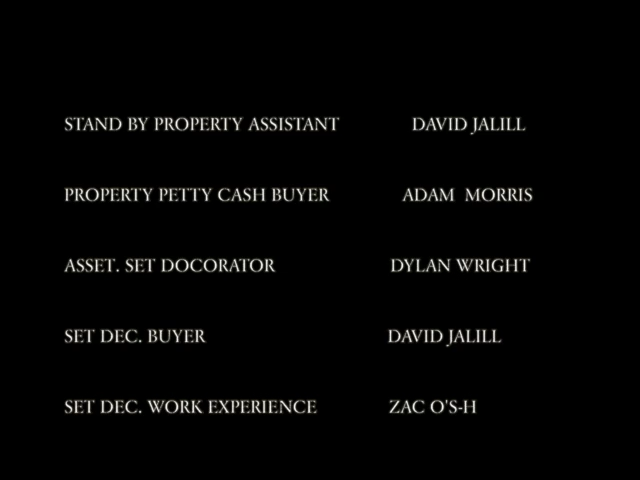 STAND BY PROPERTY ASSISTANT DAVID JALILL
PROPERTY PETTY CASH BUYER ADAM MORRIS
ASSET. SET DOCORATOR DYLAN WRIGHT
SET DEC. BUYER DAVID JALILL
SET DEC. WORK EXPERIENCE ZAC O'S-H